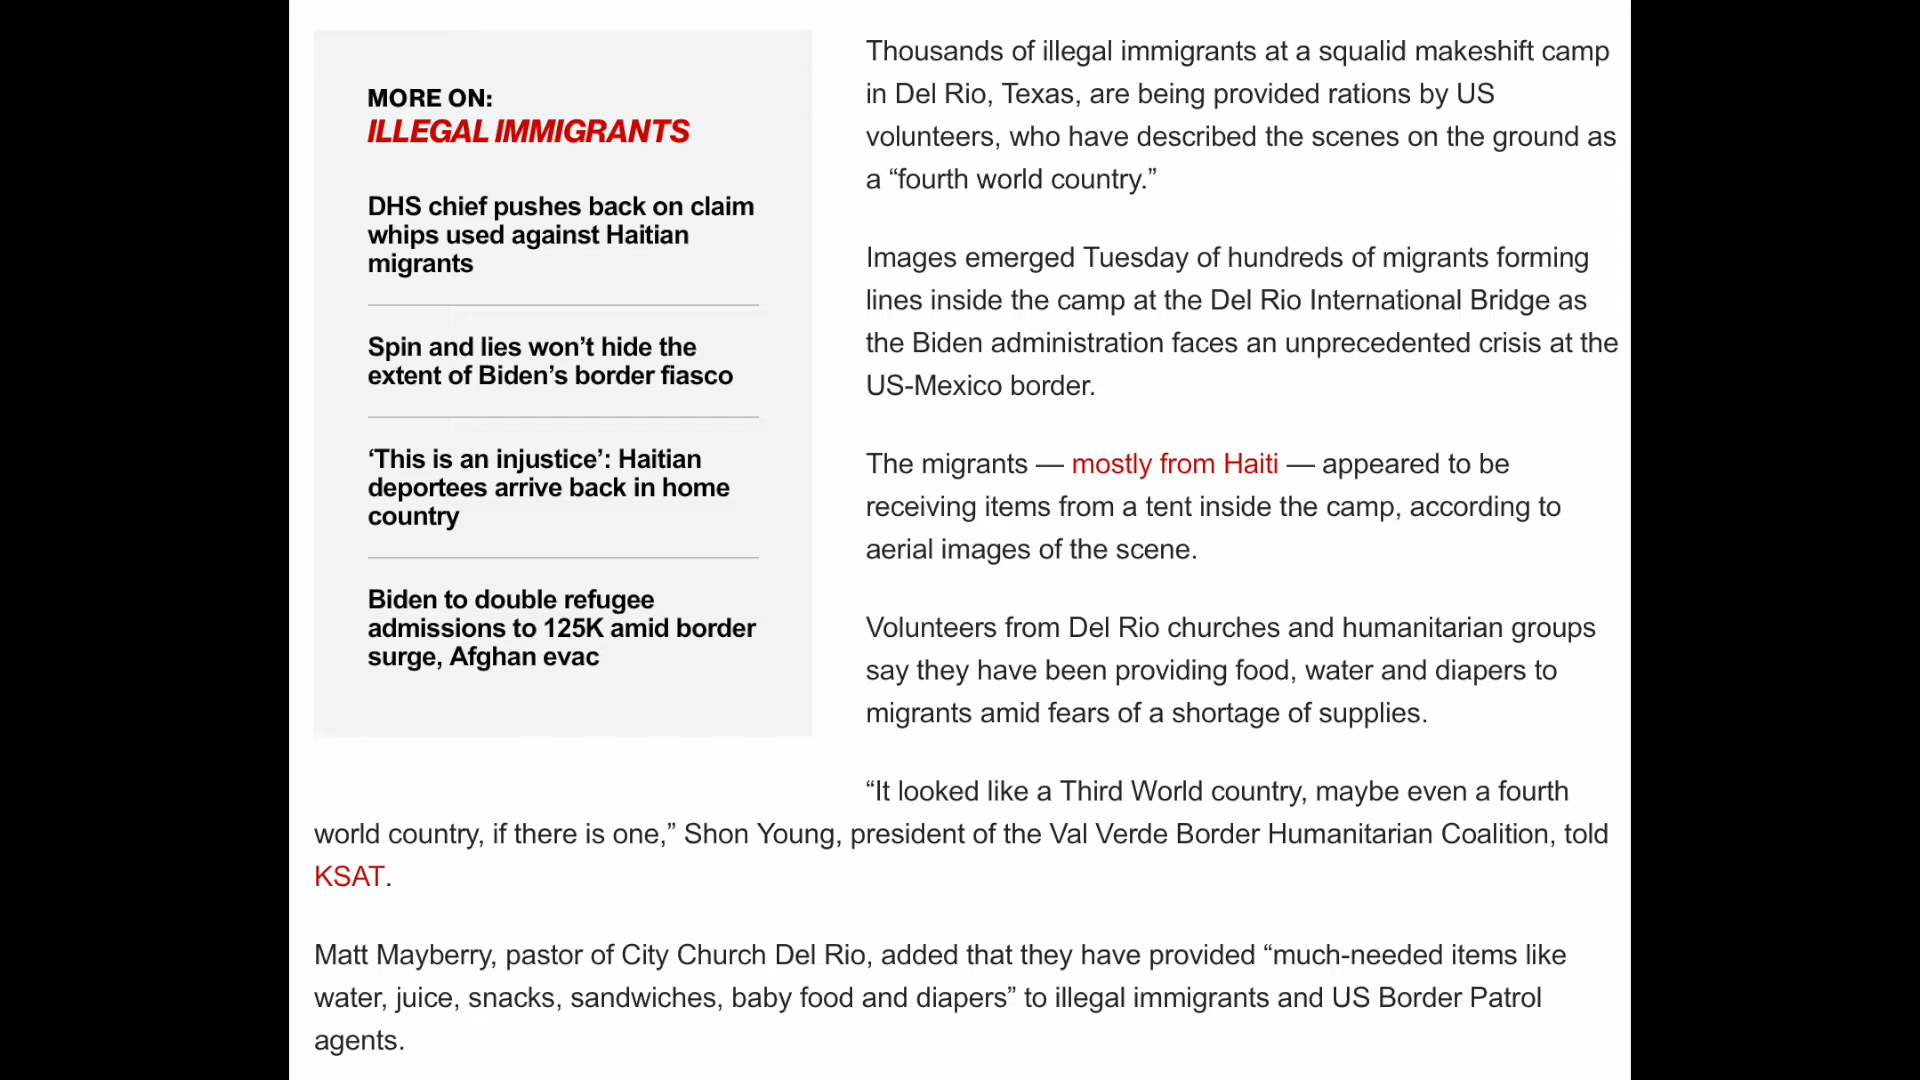 MORE ON:
ILLEGAL IMMIGRANTS
DHS chief pushes back on claim
whips used against Haitian
migrants
Spin and lies won’t hide the
extent of Biden’s border fiasco
‘This is an injustice’: Haitian
deportees arrive back in home
country
Biden to double refugee
admissions to 125K amid border
surge, Afghan evac
Thousands of illegal immigrants at a squalid makeshift camp
in Del Rio, Texas, are being provided rations by US
volunteers, who have described the scenes on the ground as
a “fourth world country.”
Images emerged Tuesday of hundreds of migrants forming
lines inside the camp at the Del Rio International Bridge as
the Biden administration faces an unprecedented crisis at the
US-Mexico border.
The migrants — mostly from Haiti — appeared to be
receiving items from a tent inside the camp, according to
aerial images of the scene.
Volunteers from Del Rio churches and humanitarian groups
say they have been providing food, water and diapers to
migrants amid fears of a shortage of supplies.
“It looked like a Third World country, maybe even a fourth
world country, if there is one,” Shon Young, president of the Val Verde Border Humanitarian Coalition, told
KSAT.
Matt Mayberry, pastor of City Church Del Rio, added that they have provided “much-needed items like
water, juice, snacks, sandwiches, baby food and diapers” to illegal immigrants and US Border Patrol
agents.